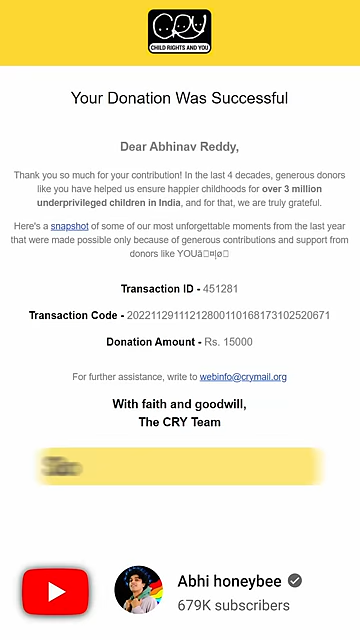 CRY
CHILD RIGHTS AND YOU
Your Donation Was Successful
Dear Abhinav Reddy,
Thank you so much for your contribution! In the last 4 decades, generous donors
like you have helped us ensure happier childhoods for over 3 million
underprivileged children in India, and for that, we are truly grateful.
Here's a snapshot of some of our most unforgettable moments from the last year
that were made possible only because of generous contributions and support from
donors like YOUâ□¤ï¸□
Transaction ID - 451281
Transaction Code - 20221129111212800110168173102520671
Donation Amount - Rs. 15000
For further assistance, write to webinfo@crymail.org
With faith and goodwill,
The CRY Team
Abhi honeybee
679K subscribers